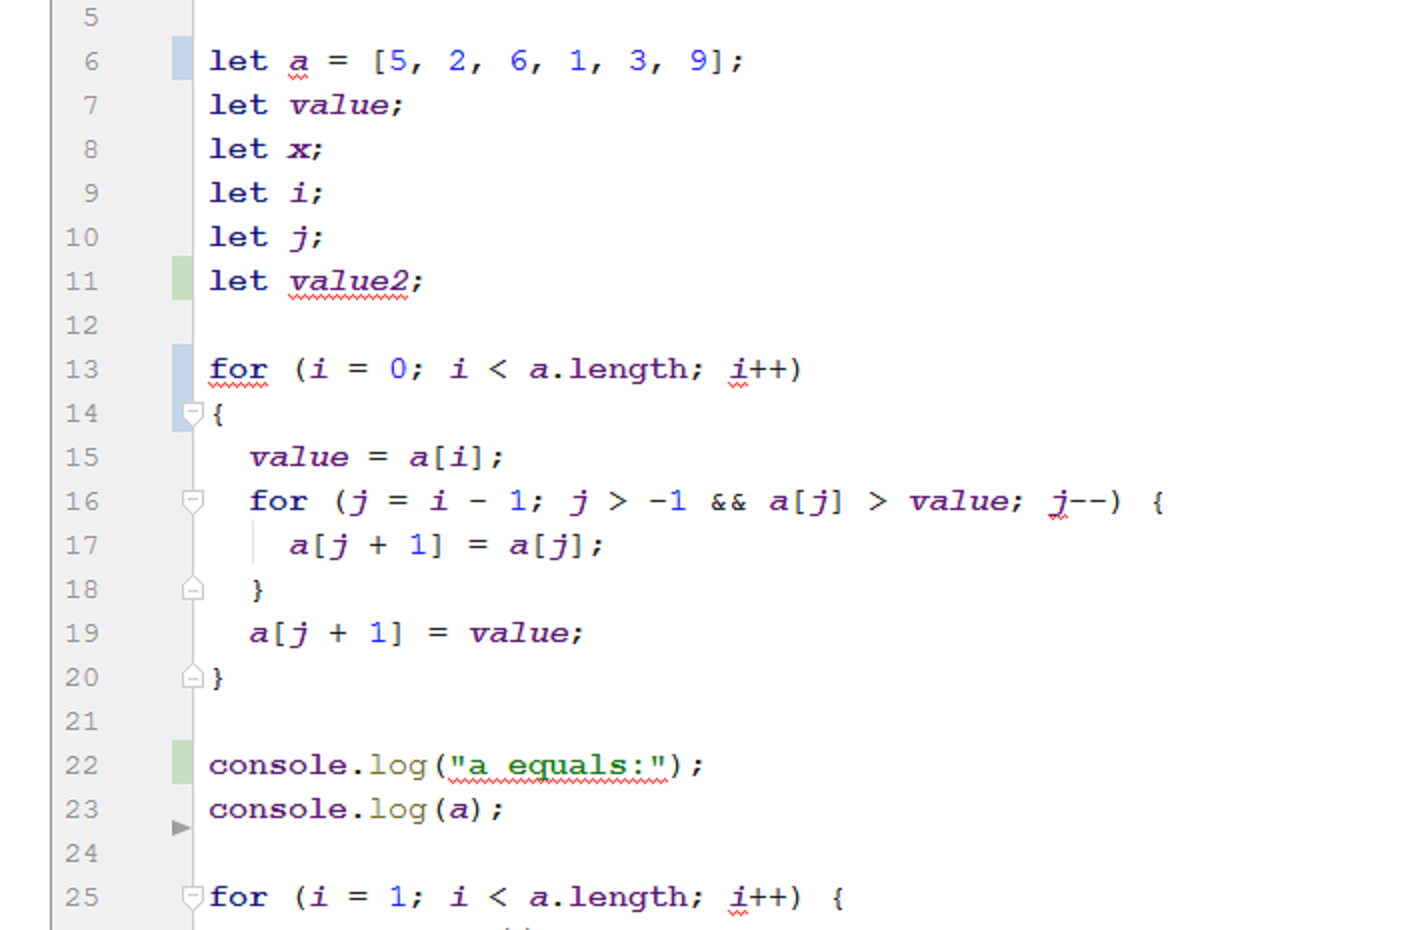 5
6 let a = [5, 2, 6, 1, 3, 9];
7 let value;
8 let x;
9 let i;
10 let j;
11 let value2;
12
13 for (i = 0; i < a.length; i++)
14 {
15 value = a[i];
16 for (j = i - 1; j > -1 && a[j] > value; j--) {
17 a[j + 1] = a[j];
18 }
19 a[j + 1] = value;
20 }
21
22 console.log("a equals:");
23 console.log(a);
24
25 for (i = 1; i < a.length; i++) {